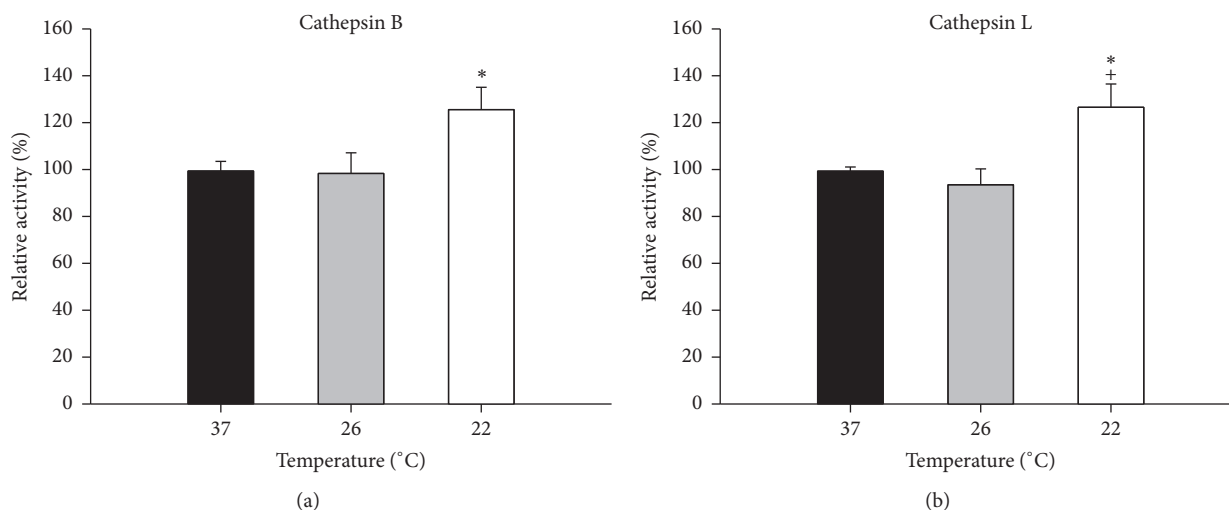 Cathepsin B
160
140
120
100
80
60
40
20
0
Relative activity (%)
*
37 26 22
Temperature (°C)
(a)
Cathepsin L
160
140
120
100
80
60
40
20
0
Relative activity (%)
*
+
37 26 22
Temperature (°C)
(b)